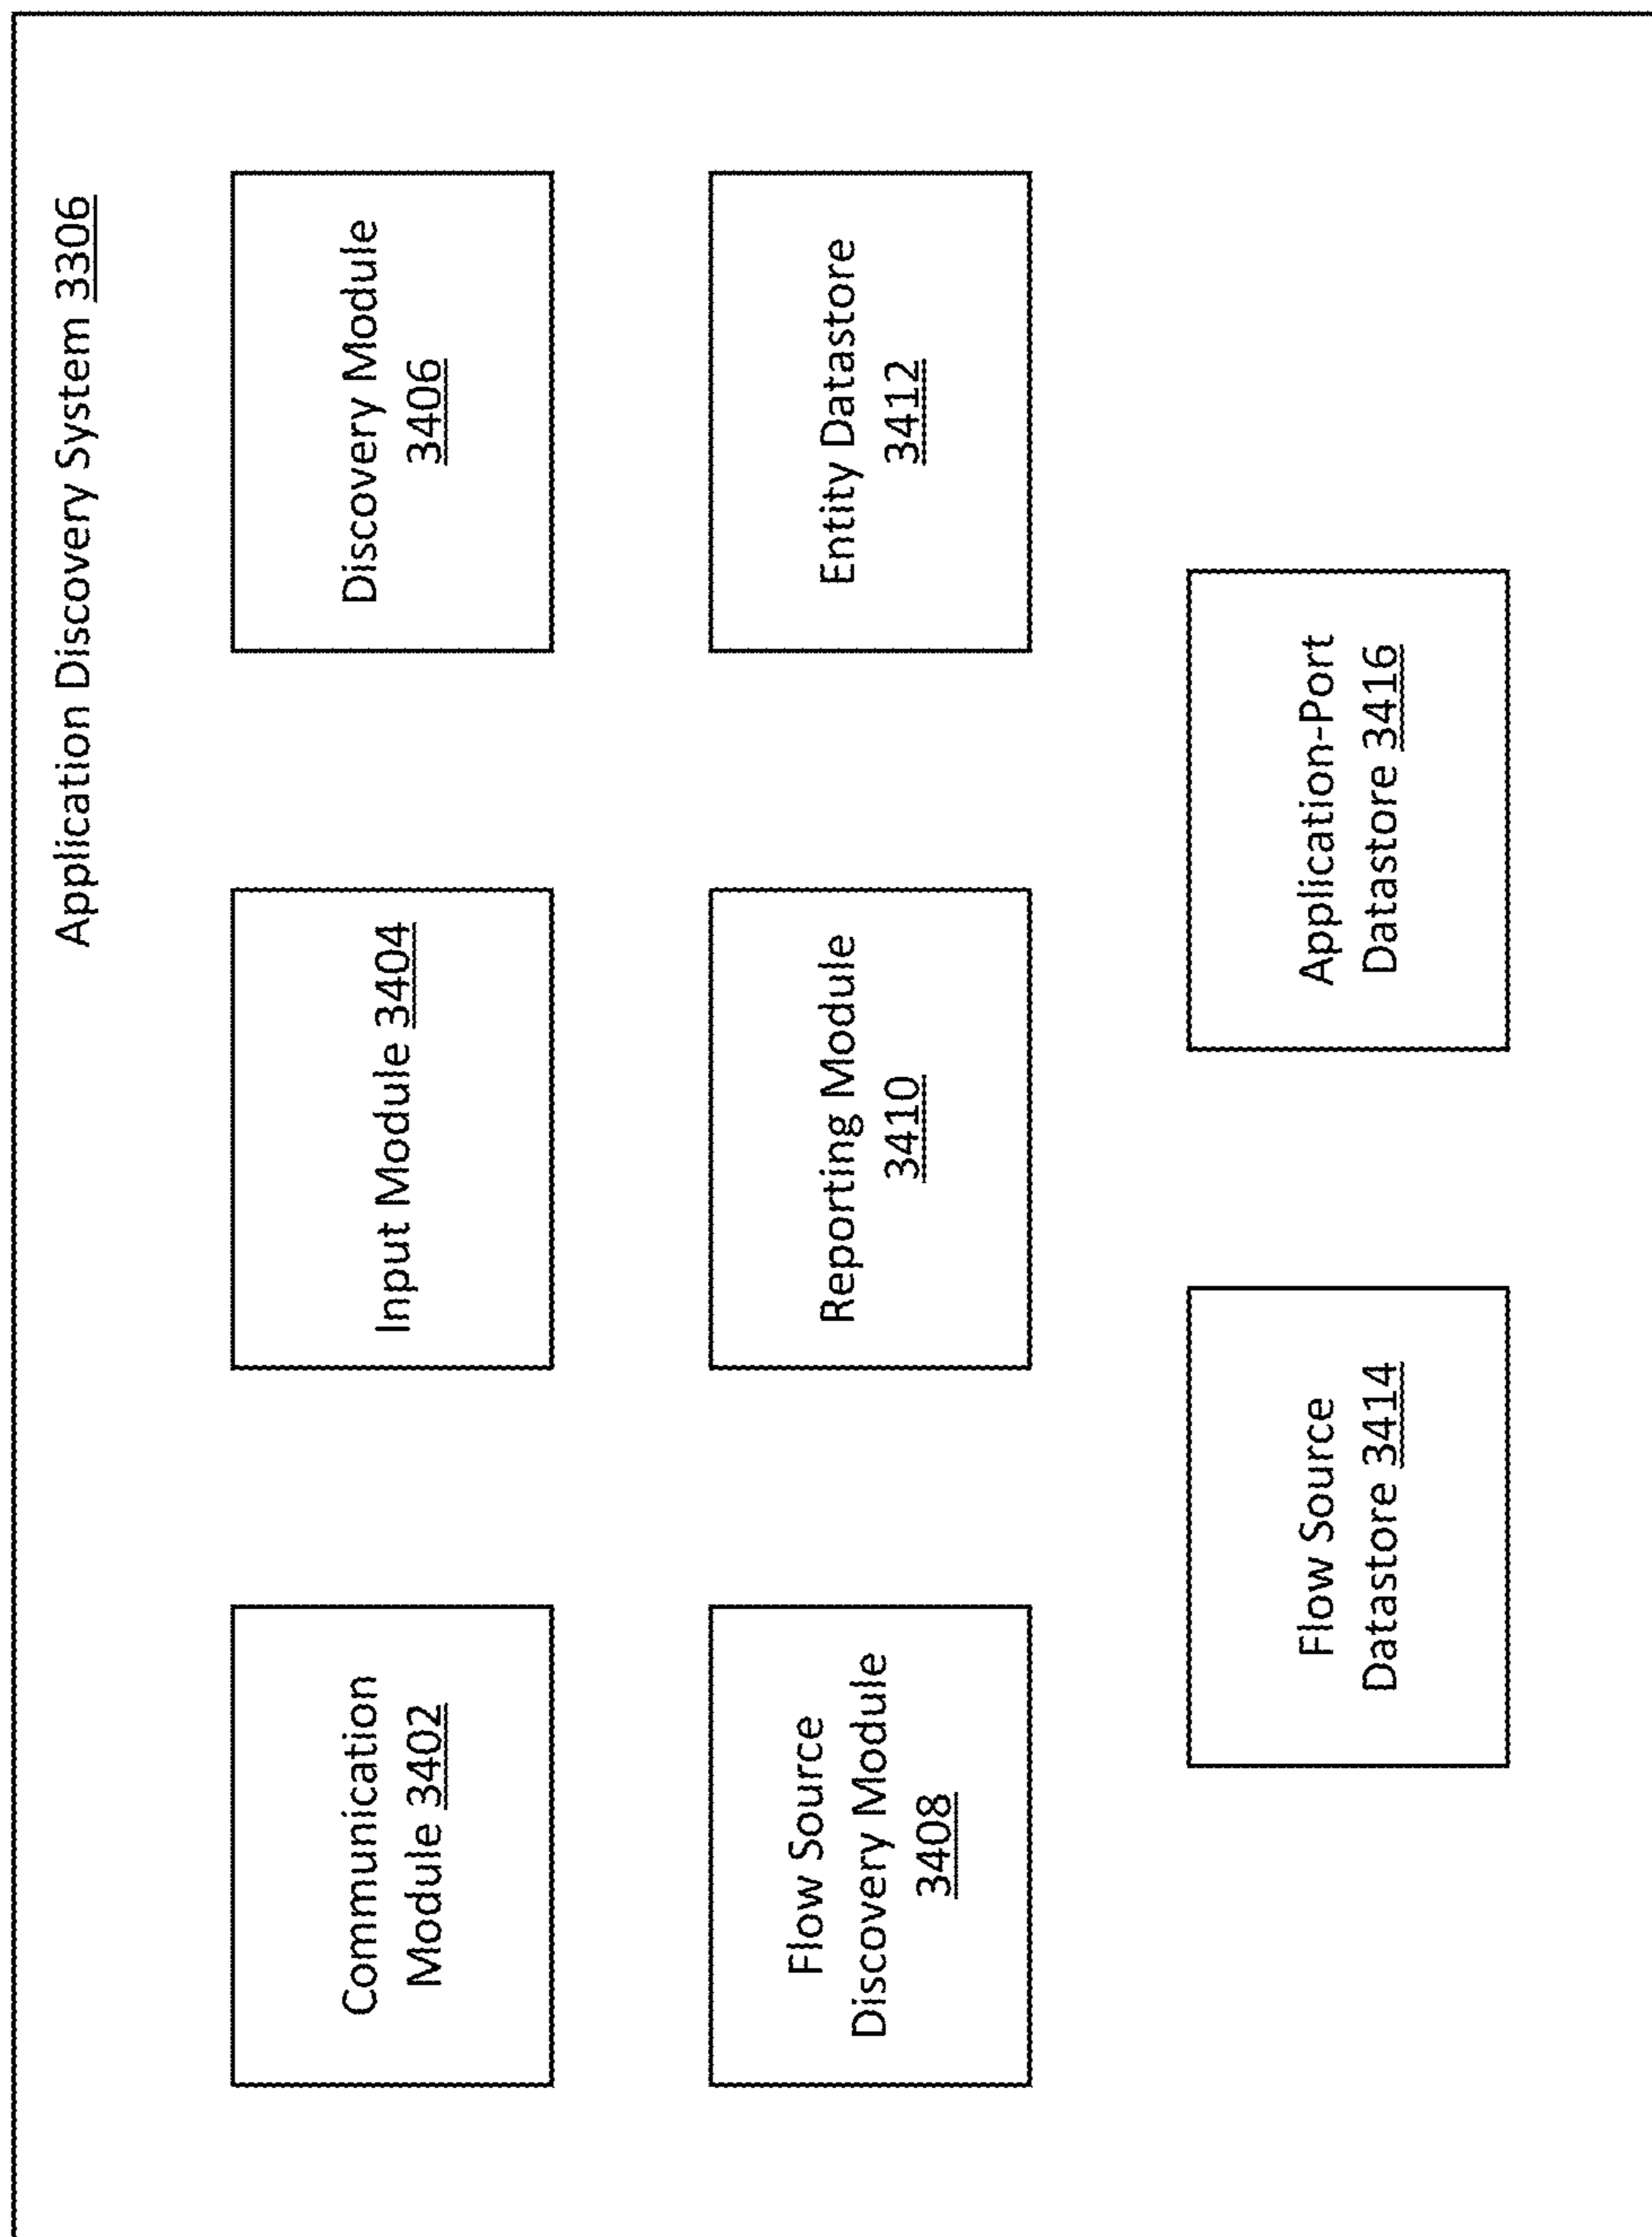 Application Discovery System 3306
Communication
Module 3402
Input Module 3404
Discovery Module
3406
Flow Source
Discovery Module
3408
Reporting Module
3410
Entity Datastore
3412
Flow Source
Datastore 3414
Application-Port
Datastore 3416